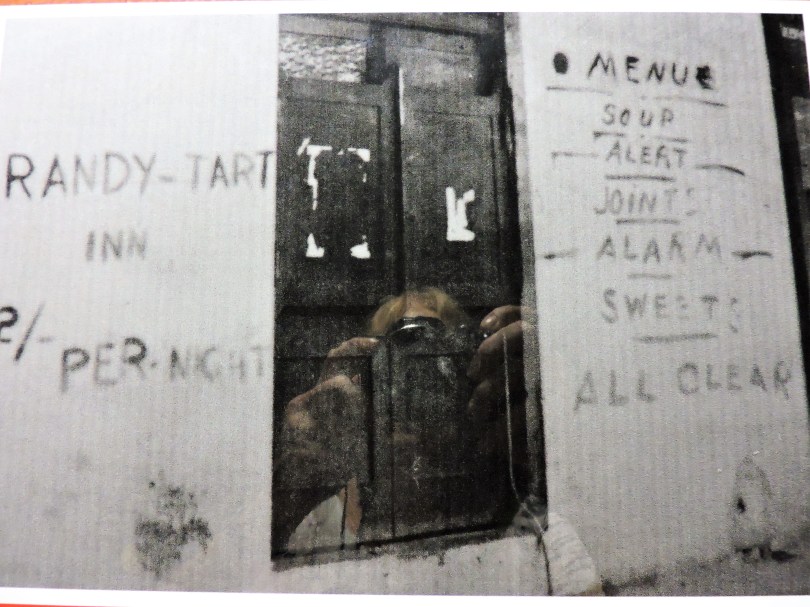 RANDY-TART
INN
2/-
PER-NIGHT
MENUE
SOUP
ALERT
JOINTS
ALARM
SWEETS
ALL CLEAR